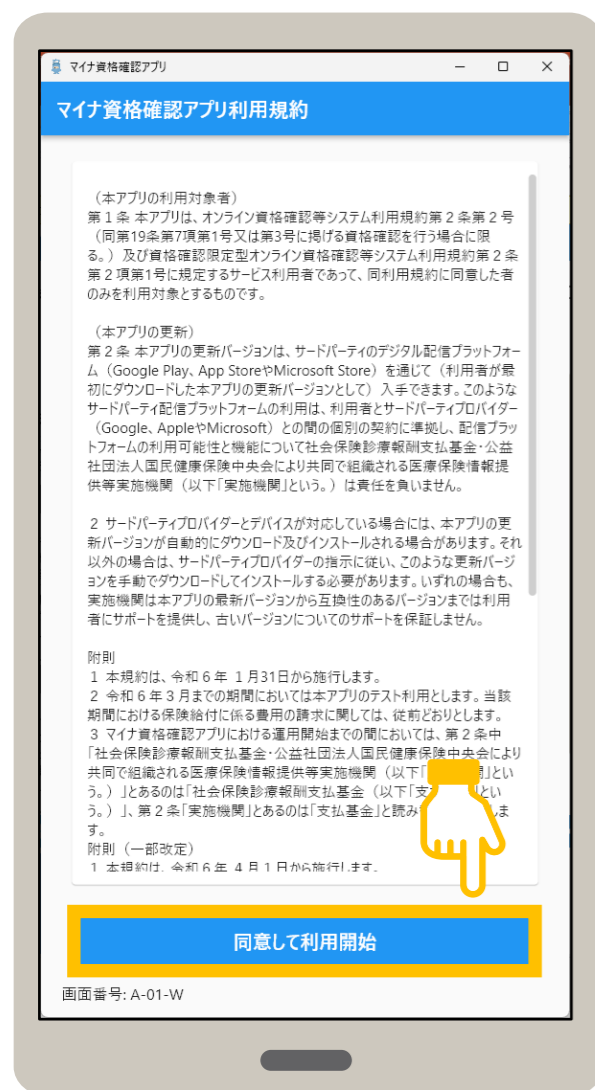 マイナ資格確認アプリ
マイナ資格確認アプリ利用規約
（本アプリの利用対象者）
第１条 本アプリは、オンライン資格確認等システム利用規約第２条第２号
（同第19条第7項第1号又は第3号に掲げる資格確認を行う場合に限
る。）及び資格確認限定型オンライン資格確認等システム利用規約第２条
第２項第1号に規定するサービス利用者であって、同利用規約に同意した者
のみを利用対象とするものです。
（本アプリの更新）
第２条 本アプリの更新バージョンは、サードパーティのデジタル配信プラットフォー
ム（Google Play、App StoreやMicrosoft Store）を通じて（利用者が最
初にダウンロードした本アプリの更新バージョンとして）入手できます。このような
サードパーティ配信プラットフォームの利用は、利用者とサードパーティプロバイダー
（Google、AppleやMicrosoft）との間の個別の契約に準拠し、配信プラッ
トフォームの利用可能性と機能について社会保険診療報酬支払基金・公益
社団法人国民健康保険中央会により共同で組織される医療保険情報提
供等実施機関（以下「実施機関」という。）は責任を負いません。
２ サードパーティプロバイダーとデバイスが対応している場合には、本アプリの更
新バージョンが自動的にダウンロード及びインストールされる場合があります。それ
以外の場合は、サードパーティプロバイダーの指示に従い、このような更新バージ
ョンを手動でダウンロードしてインストールする必要があります。いずれの場合も、
実施機関は本アプリの最新バージョンから互換性のあるバージョンまでは利用
者にサポートを提供し、古いバージョンについてのサポートを保証しません。
附則
１ 本規約は、令和６年 １月31日から施行します。
２ 令和６年３月までの期間においては本アプリのテスト利用とします。当該
期間における保険給付に係る費用の請求に関しては、従前どおりとします。
３ マイナ資格確認アプリにおける運用開始までの間においては、第２条中
「社会保険診療報酬支払基金・公益社団法人国民健康保険中央会により
共同で組織される医療保険情報提供等実施機関（以下「 」とい
う。）」とあるのは「社会保険診療報酬支払基金（以下「支 とい
う。）」、第２条「実施機関」とあるのは「支払基金」と読み しま
す。
附則（一部改定）
１ 本規約は、令和６年 ４月１日から施行します。
同意して利用開始
画面番号: A-01-W